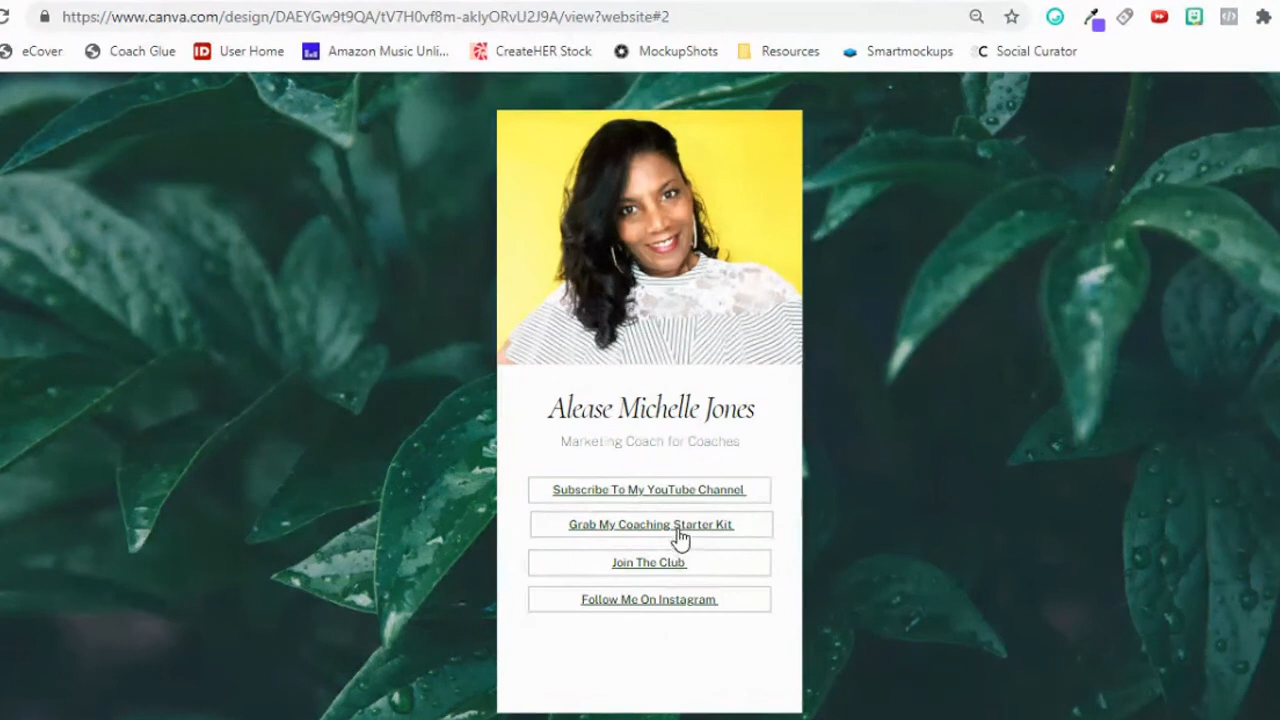 https://www.canva.com/design/DAEYGw9t9QA/tV7H0vf8m-aklyORvU2J9A/view?website#2
eCover Coach Glue ID User Home Amazon Music Unli... CreateHER Stock MockupShots Resources Smartmockups C Social Curator
Alease Michelle Jones
Marketing Coach for Coaches
Subscribe To My YouTube Channel
Grab My Coaching Starter Kit
Join The Club
Follow Me On Instagram